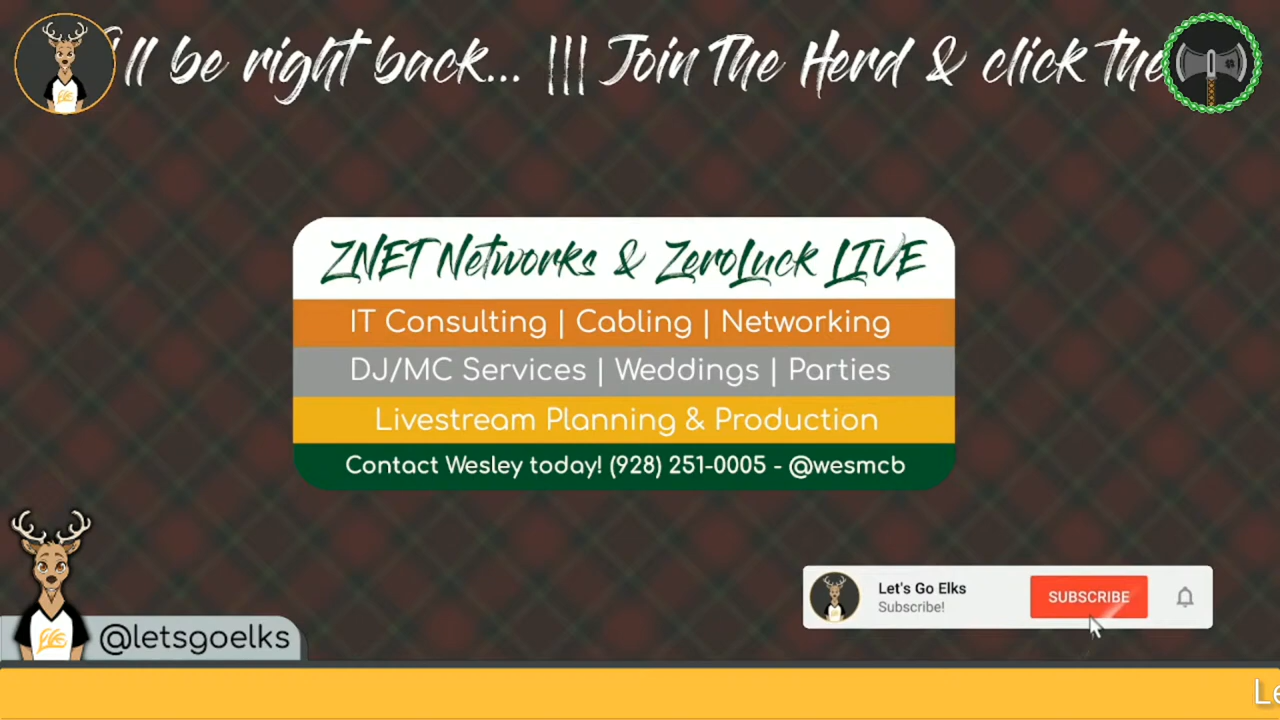 'll be right back... ||| Join The Herd & click the
ZNET Networks & ZeroLuck LIVE
IT Consulting | Cabling | Networking
DJ/MC Services | Weddings | Parties
Livestream Planning & Production
Contact Wesley today! (928) 251-0005 - @wesmcb
Let's Go Elks
Subscribe!
SUBSCRIBE
@letsgoelks
Le